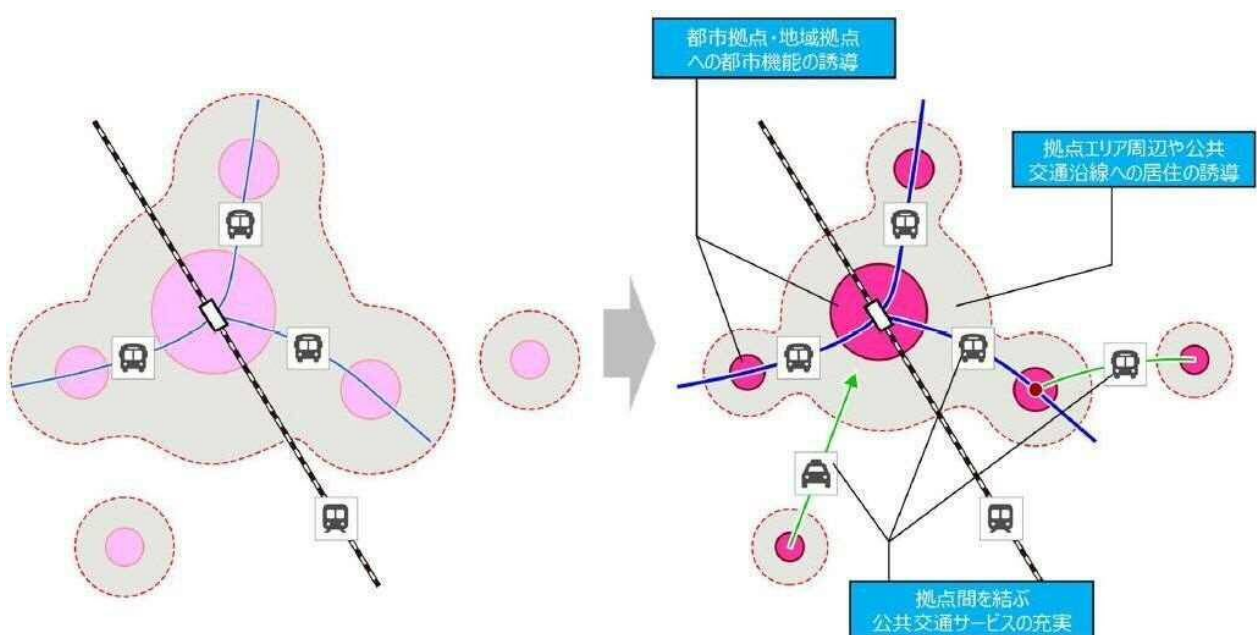 都市拠点・地域拠点
への都市機能の誘導
拠点エリア周辺や公共
交通沿線への居住の誘導
拠点間を結ぶ
公共交通サービスの充実